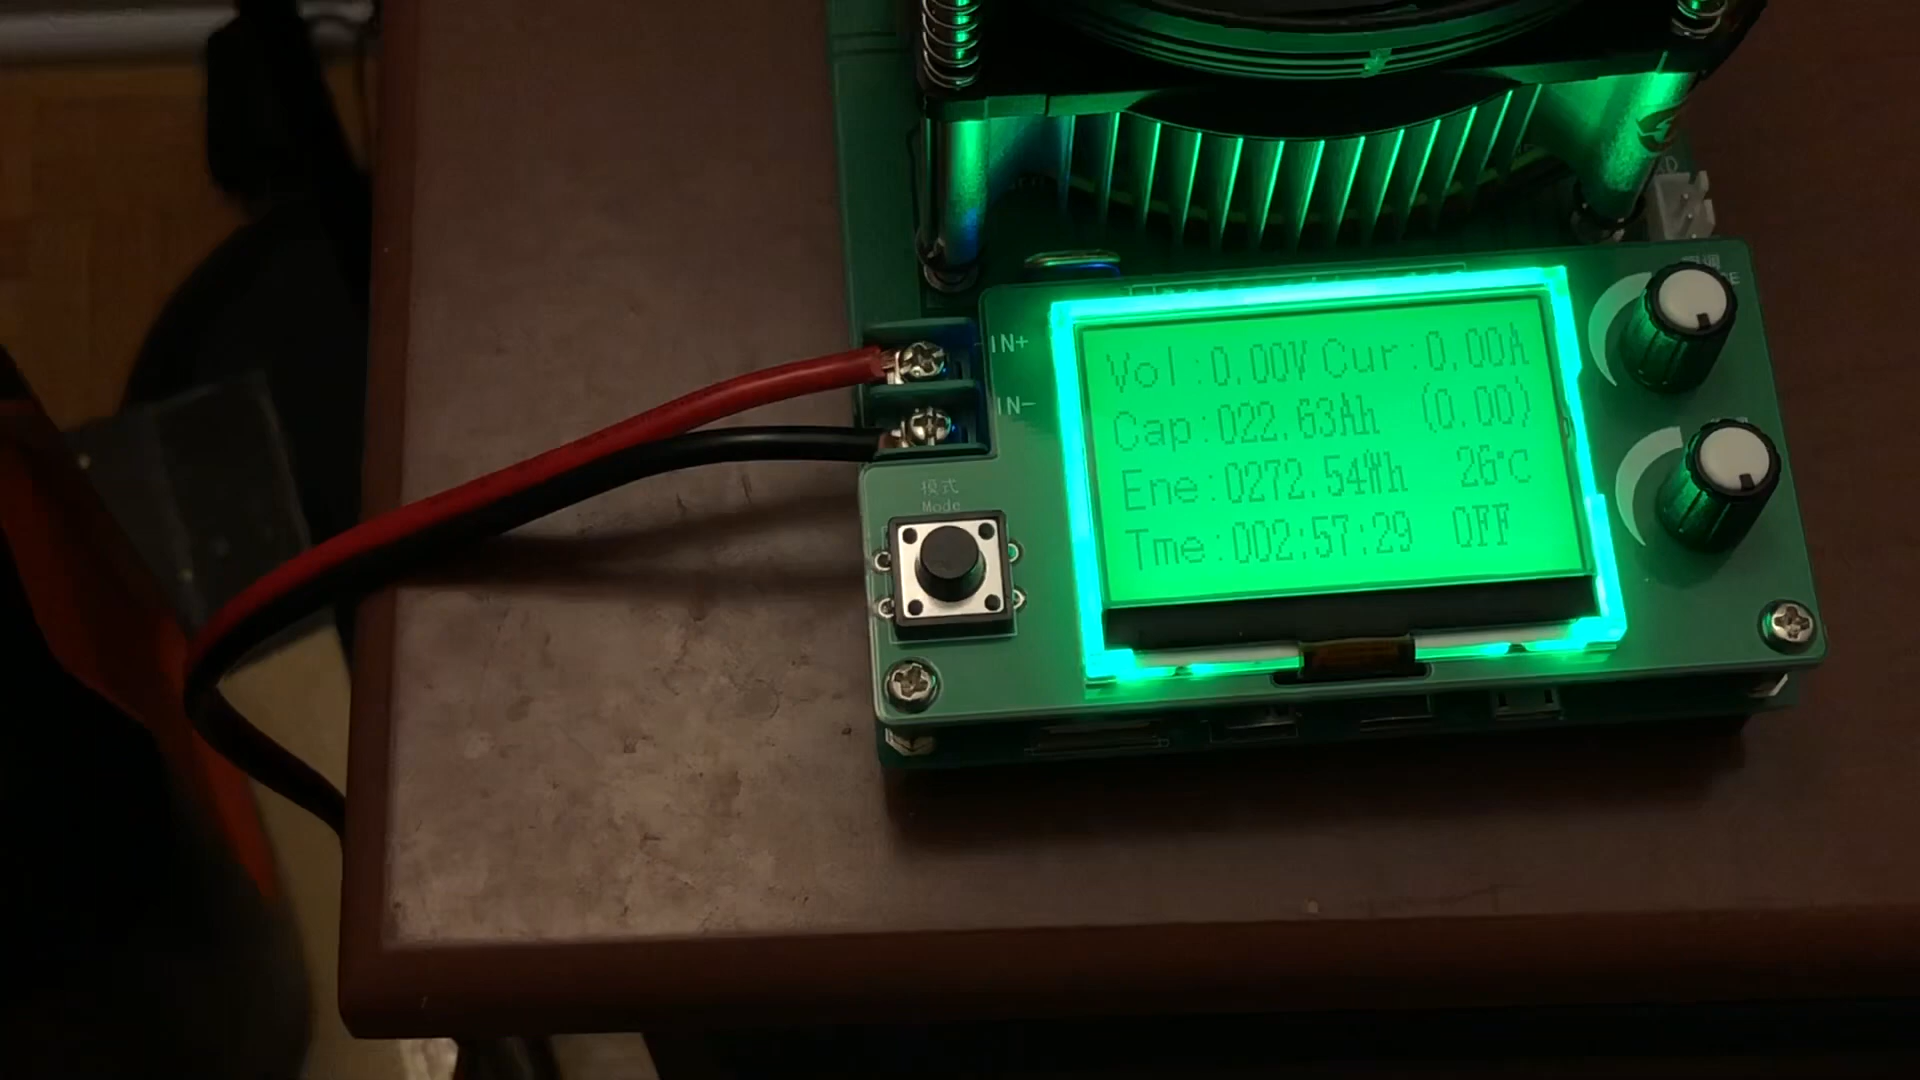 IN+
IN-
模式
Mode
Vol:0.00V Cur:0.00A
Cap:022.63Ah (0.00)
Ene:0272.54Wh 26°C
Tme:002:57:29 OFF